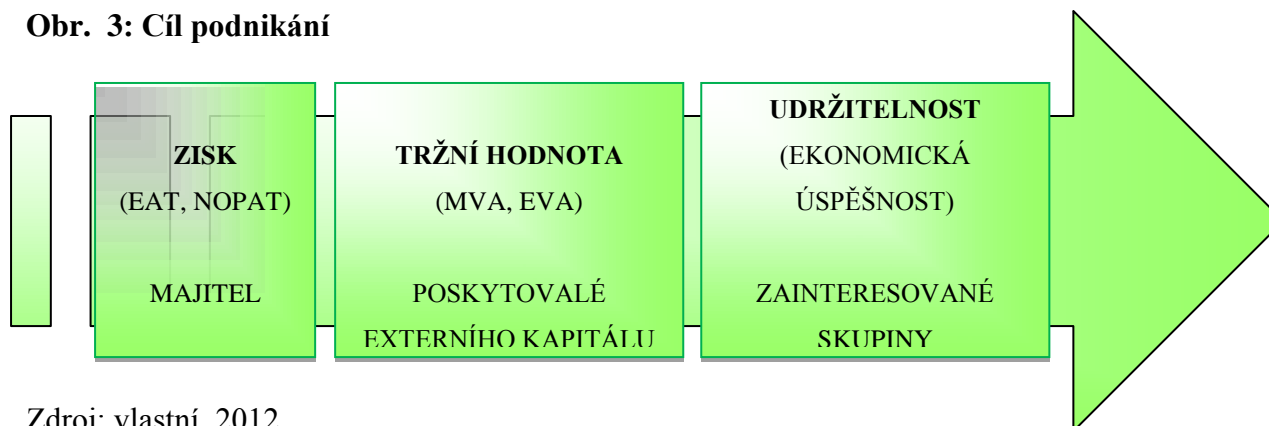 Obr. 3: Cíl podnikání
ZISK
(EAT, NOPAT)
MAJITEL
TRŽNÍ HODNOTA
(MVA, EVA)
POSKYTOVALÉ
EXTERNÍHO KAPITÁLU
UDRŽITELNOST
(EKONOMICKÁ
ÚSPĚŠNOST)
ZAINTERESOVANÉ
SKUPINY
Zdroj: vlastní, 2012